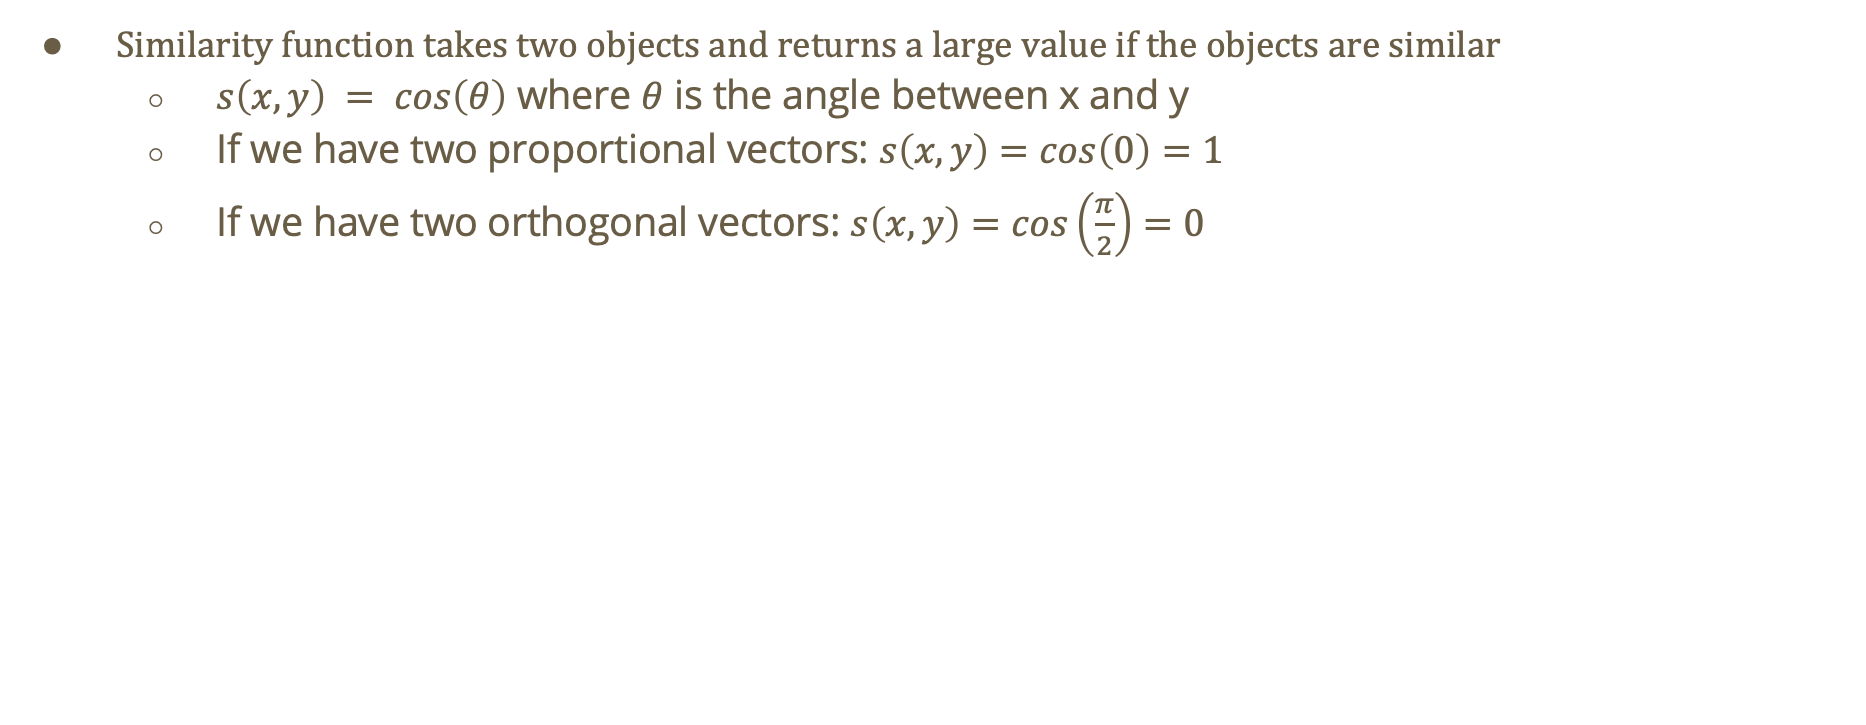 ● Similarity function takes two objects and returns a large value if the objects are similar
○ s(x, y) = cos(θ) where θ is the angle between x and y
○ If we have two proportional vectors: s(x, y) = cos(0) = 1
○ If we have two orthogonal vectors: s(x, y) = cos(π/2) = 0